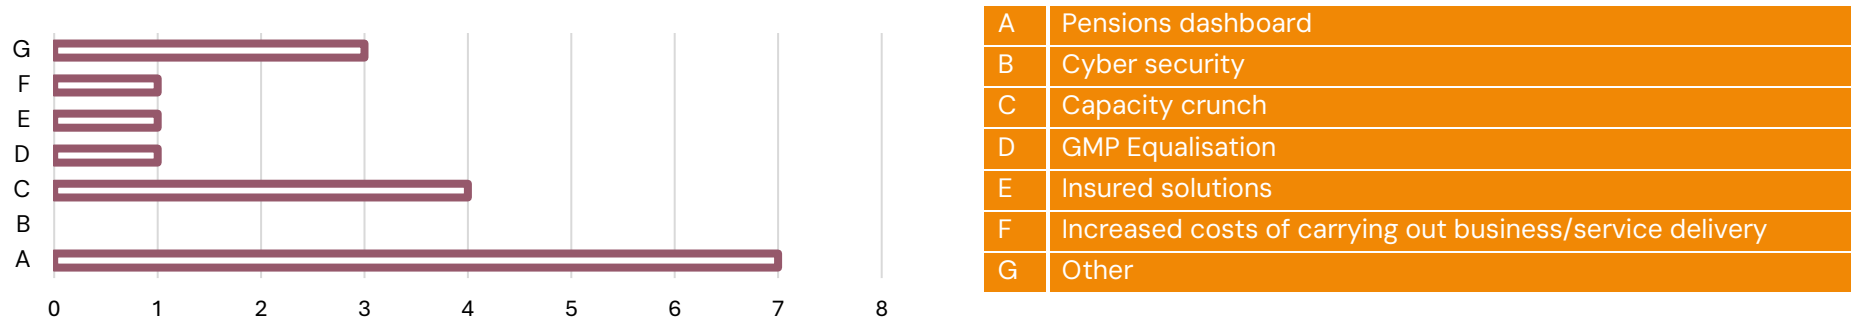 G
F
E
D
C
B
A
0 1 2 3 4 5 6 7 8
A Pensions dashboard
B Cyber security
C Capacity crunch
D GMP Equalisation
E Insured solutions
F Increased costs of carrying out business/service delivery
G Other